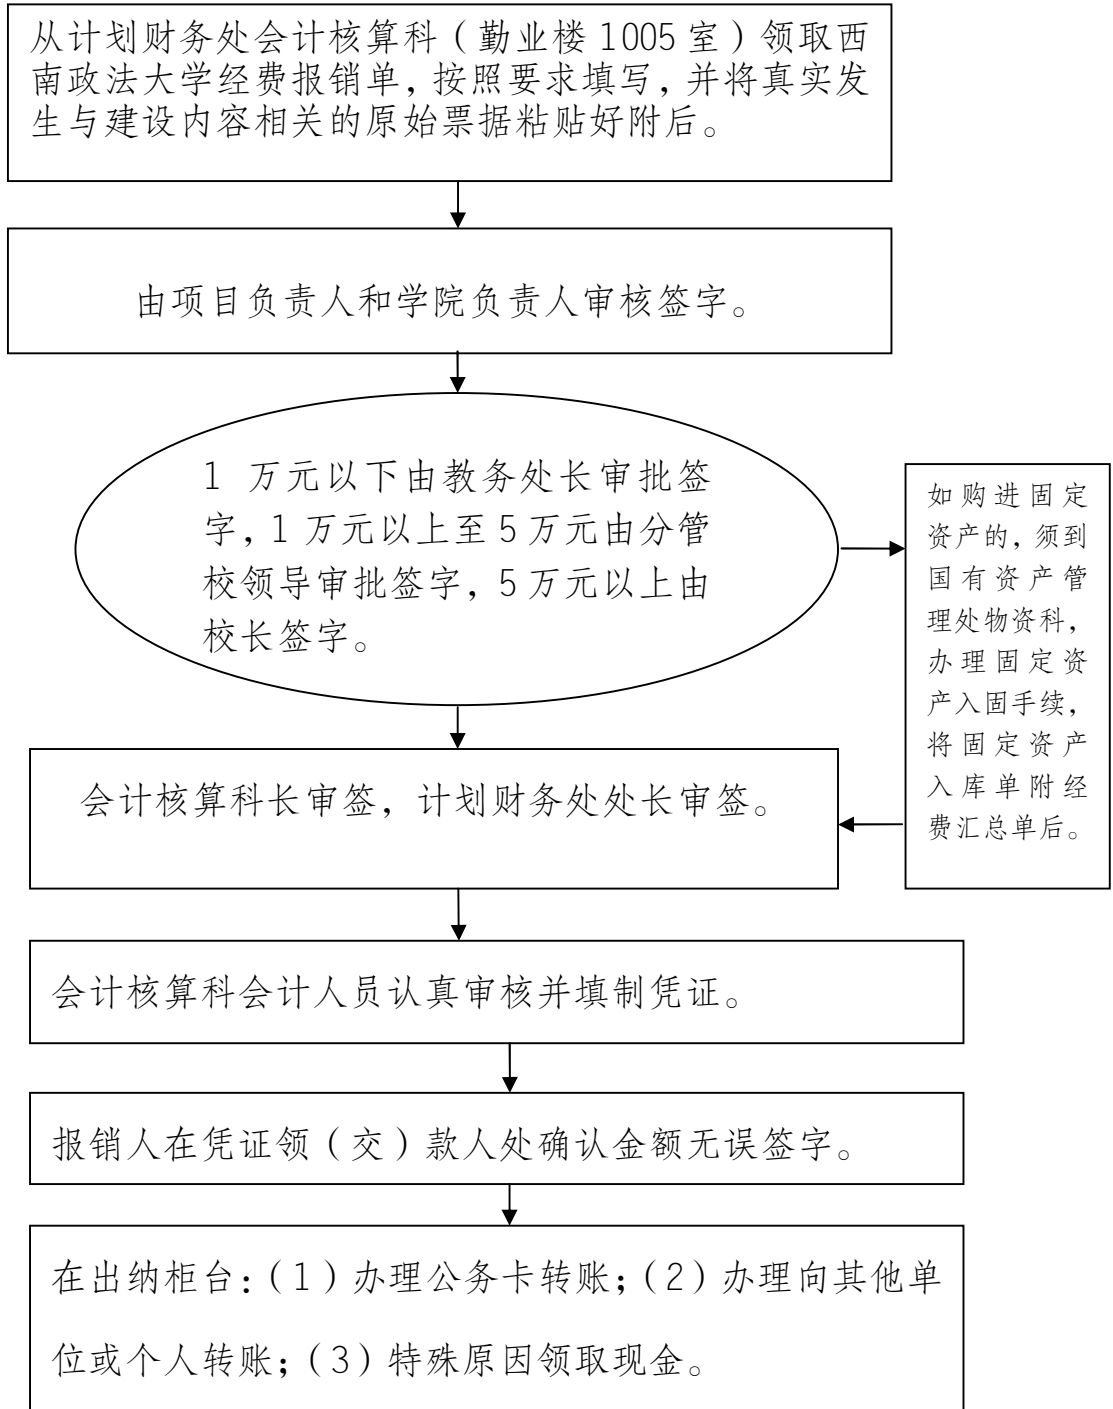 从计划财务处会计核算科（勤业楼1005室）领取西
南政法大学经费报销单，按照要求填写，并将真实发
生与建设内容相关的原始票据粘贴好附后。
由项目负责人和学院负责人审核签字。
1 万元以下由教务处长审批签
字，1万元以上至5万元由分管
校领导审批签字，5万元以上由
校长签字。
如购进固定
资产的，须到
国有资产管
理处物资科，
办理固定资
产入固手续，
将固定资产
入库单附经
费汇总单后。
会计核算科长审签，计划财务处处长审签。
会计核算科会计人员认真审核并填制凭证。
报销人在凭证领（交）款人处确认金额无误签字。
在出纳柜台：（1）办理公务卡转账；（2）办理向其他单
位或个人转账；（3）特殊原因领取现金。